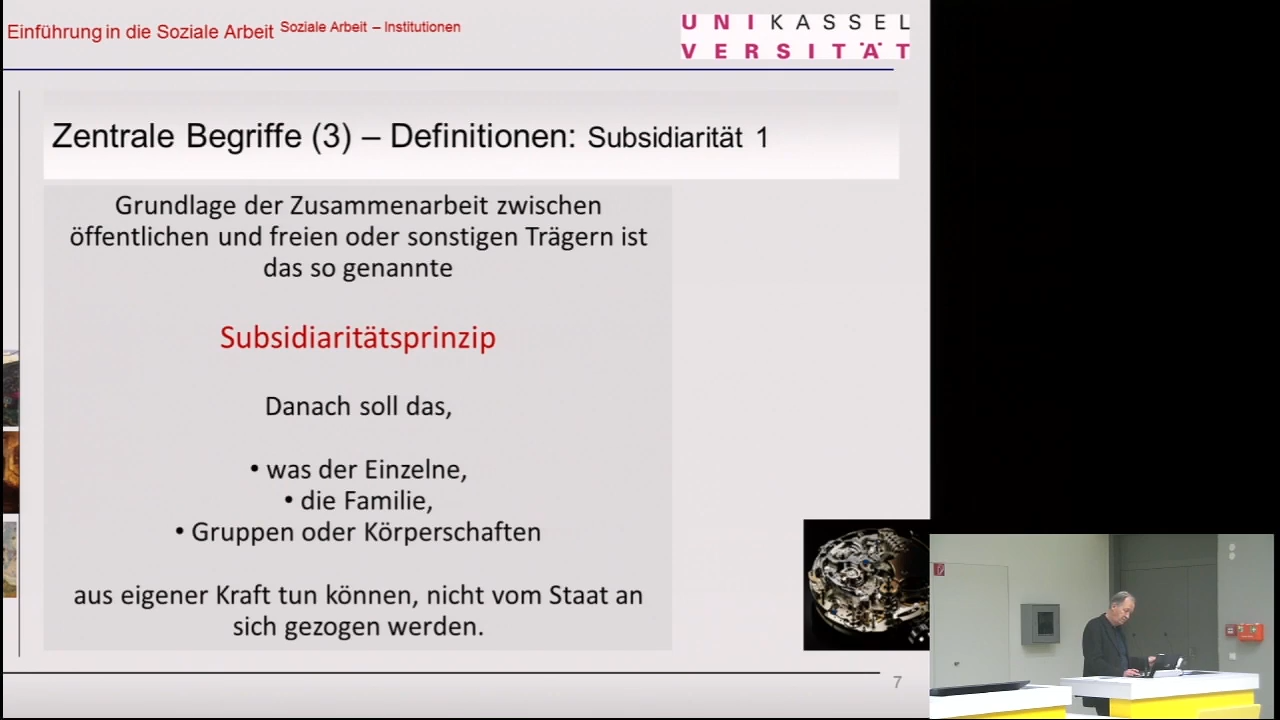 Einführung in die Soziale Arbeit Soziale Arbeit – Institutionen
UNIKASSEL
VERSITÄT
Zentrale Begriffe (3) – Definitionen: Subsidiarität 1
Grundlage der Zusammenarbeit zwischen
öffentlichen und freien oder sonstigen Trägern ist
das so genannte
Subsidiaritätsprinzip
Danach soll das,
• was der Einzelne,
• die Familie,
• Gruppen oder Körperschaften
aus eigener Kraft tun können, nicht vom Staat an
sich gezogen werden.
7